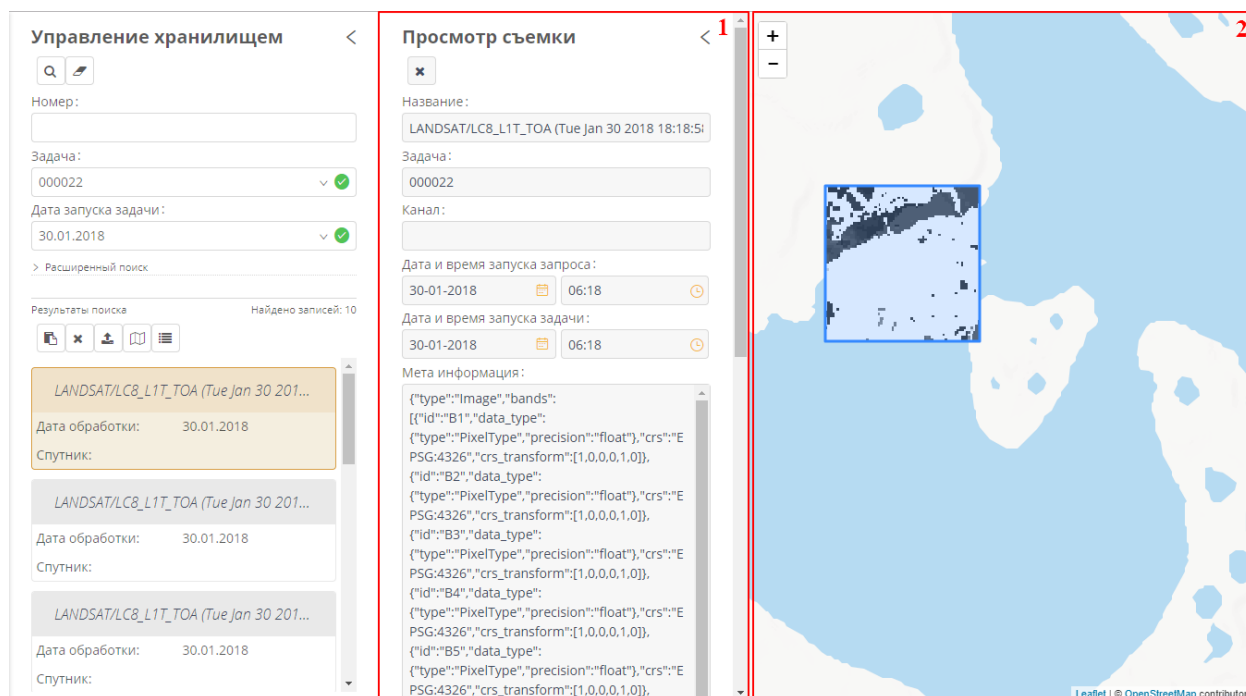 Управление хранилищем
Номер:
Задача:
000022
Дата запуска задачи:
30.01.2018
> Расширенный поиск
Результаты поиска Найдено записей: 10
LANDSAT/LC8_L1T_TOA (Tue Jan 30 201...
Дата обработки: 30.01.2018
Спутник:
LANDSAT/LC8_L1T_TOA (Tue Jan 30 201...
Дата обработки: 30.01.2018
Спутник:
LANDSAT/LC8_L1T_TOA (Tue Jan 30 201...
Дата обработки: 30.01.2018
Спутник:
Просмотр съемки
1
Название:
LANDSAT/LC8_L1T_TOA (Tue Jan 30 2018 18:18:58
Задача:
000022
Канал:
Дата и время запуска запроса:
30-01-2018 06:18
Дата и время запуска задачи:
30-01-2018 06:18
Мета информация:
{"type":"Image","bands":
[{"id":"B1","data_type":
{"type":"PixelType","precision":"float"},"crs":"E
PSG:4326","crs_transform":[1,0,0,0,1,0]},
{"id":"B2","data_type":
{"type":"PixelType","precision":"float"},"crs":"E
PSG:4326","crs_transform":[1,0,0,0,1,0]},
{"id":"B3","data_type":
{"type":"PixelType","precision":"float"},"crs":"E
PSG:4326","crs_transform":[1,0,0,0,1,0]},
{"id":"B4","data_type":
{"type":"PixelType","precision":"float"},"crs":"E
PSG:4326","crs_transform":[1,0,0,0,1,0]},
{"id":"B5","data_type":
{"type":"PixelType","precision":"float"},"crs":"E
PSG:4326","crs_transform":[1,0,0,0,1,0]},
+
−
2
Leaflet | © OpenStreetMap contributor